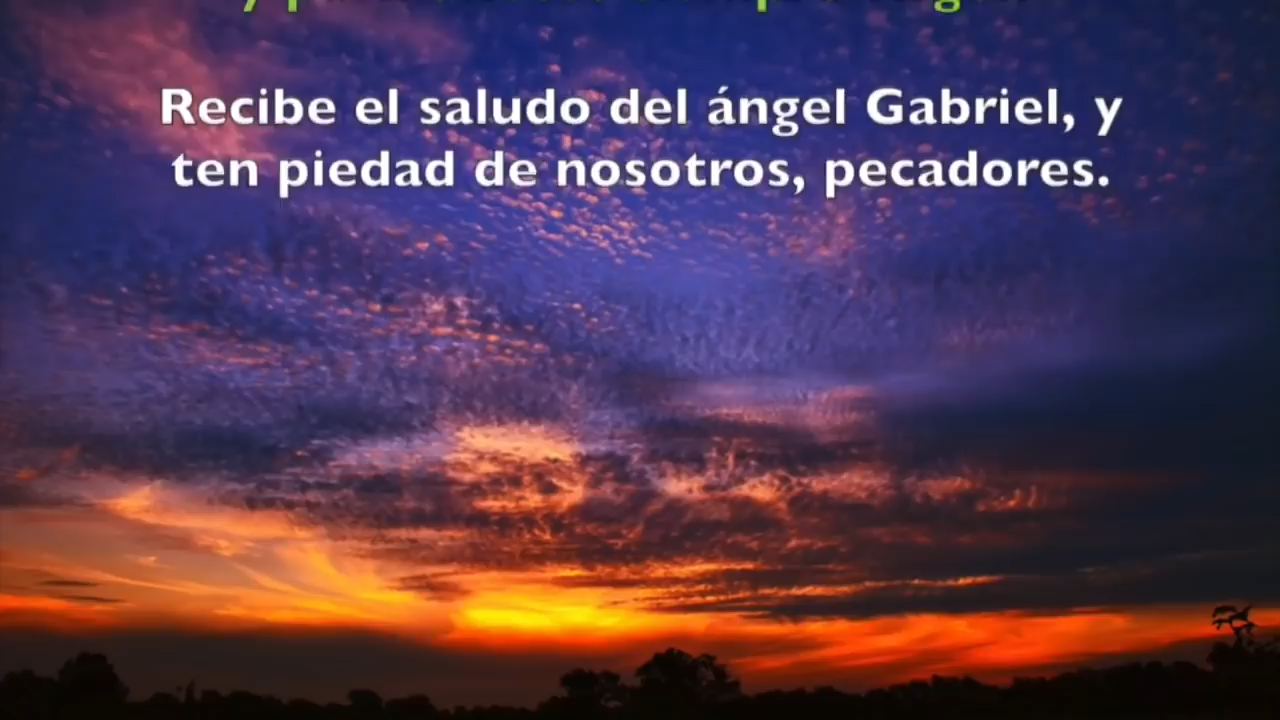 Recibe el saludo del ángel Gabriel, y
ten piedad de nosotros, pecadores.